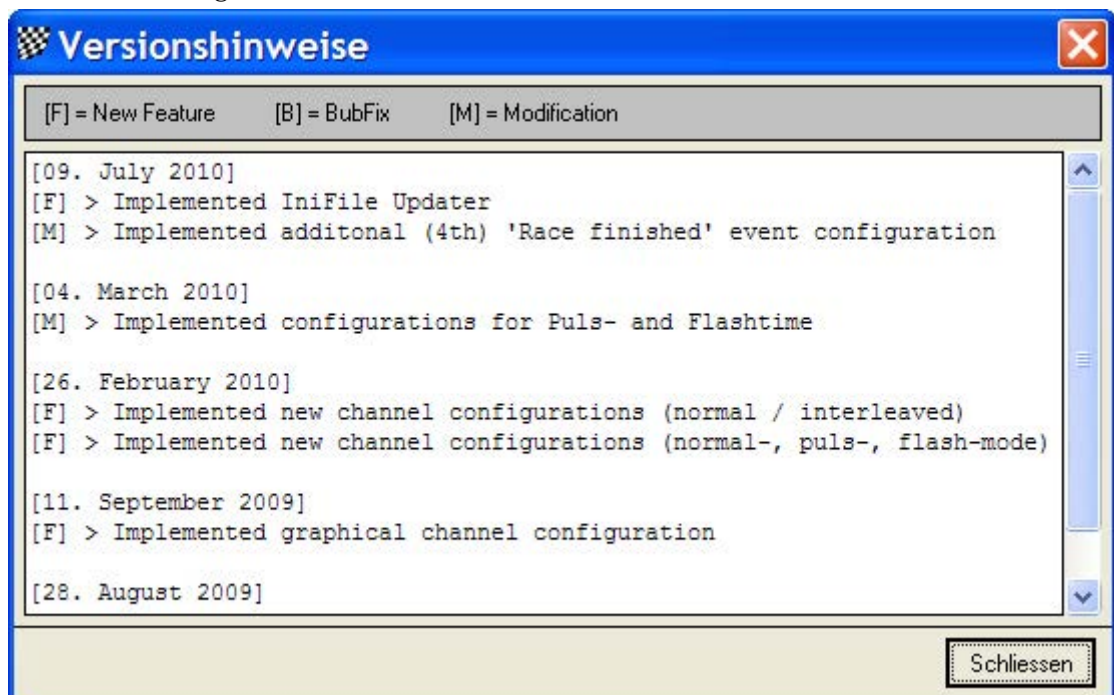 Versionshinweise
[F] = New Feature [B] = BubFix [M] = Modification
[09. July 2010]
[F] > Implemented IniFile Updater
[M] > Implemented additonal (4th) 'Race finished' event configuration
[04. March 2010]
[M] > Implemented configurations for Puls- and Flashtime
[26. February 2010]
[F] > Implemented new channel configurations (normal / interleaved)
[F] > Implemented new channel configurations (normal-, puls-, flash-mode)
[11. September 2009]
[F] > Implemented graphical channel configuration
[28. August 2009]
Schliessen